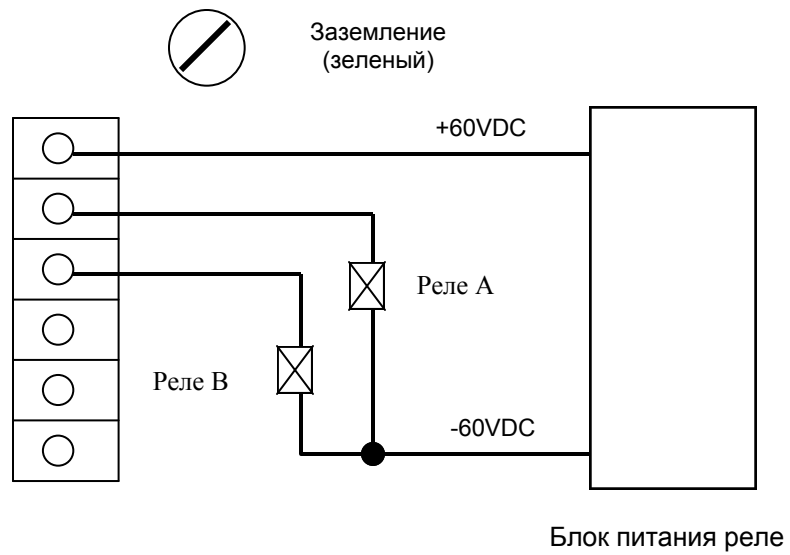 Заземление
(зеленый)
+60VDC
Реле А
Реле В
-60VDC
Блок питания реле